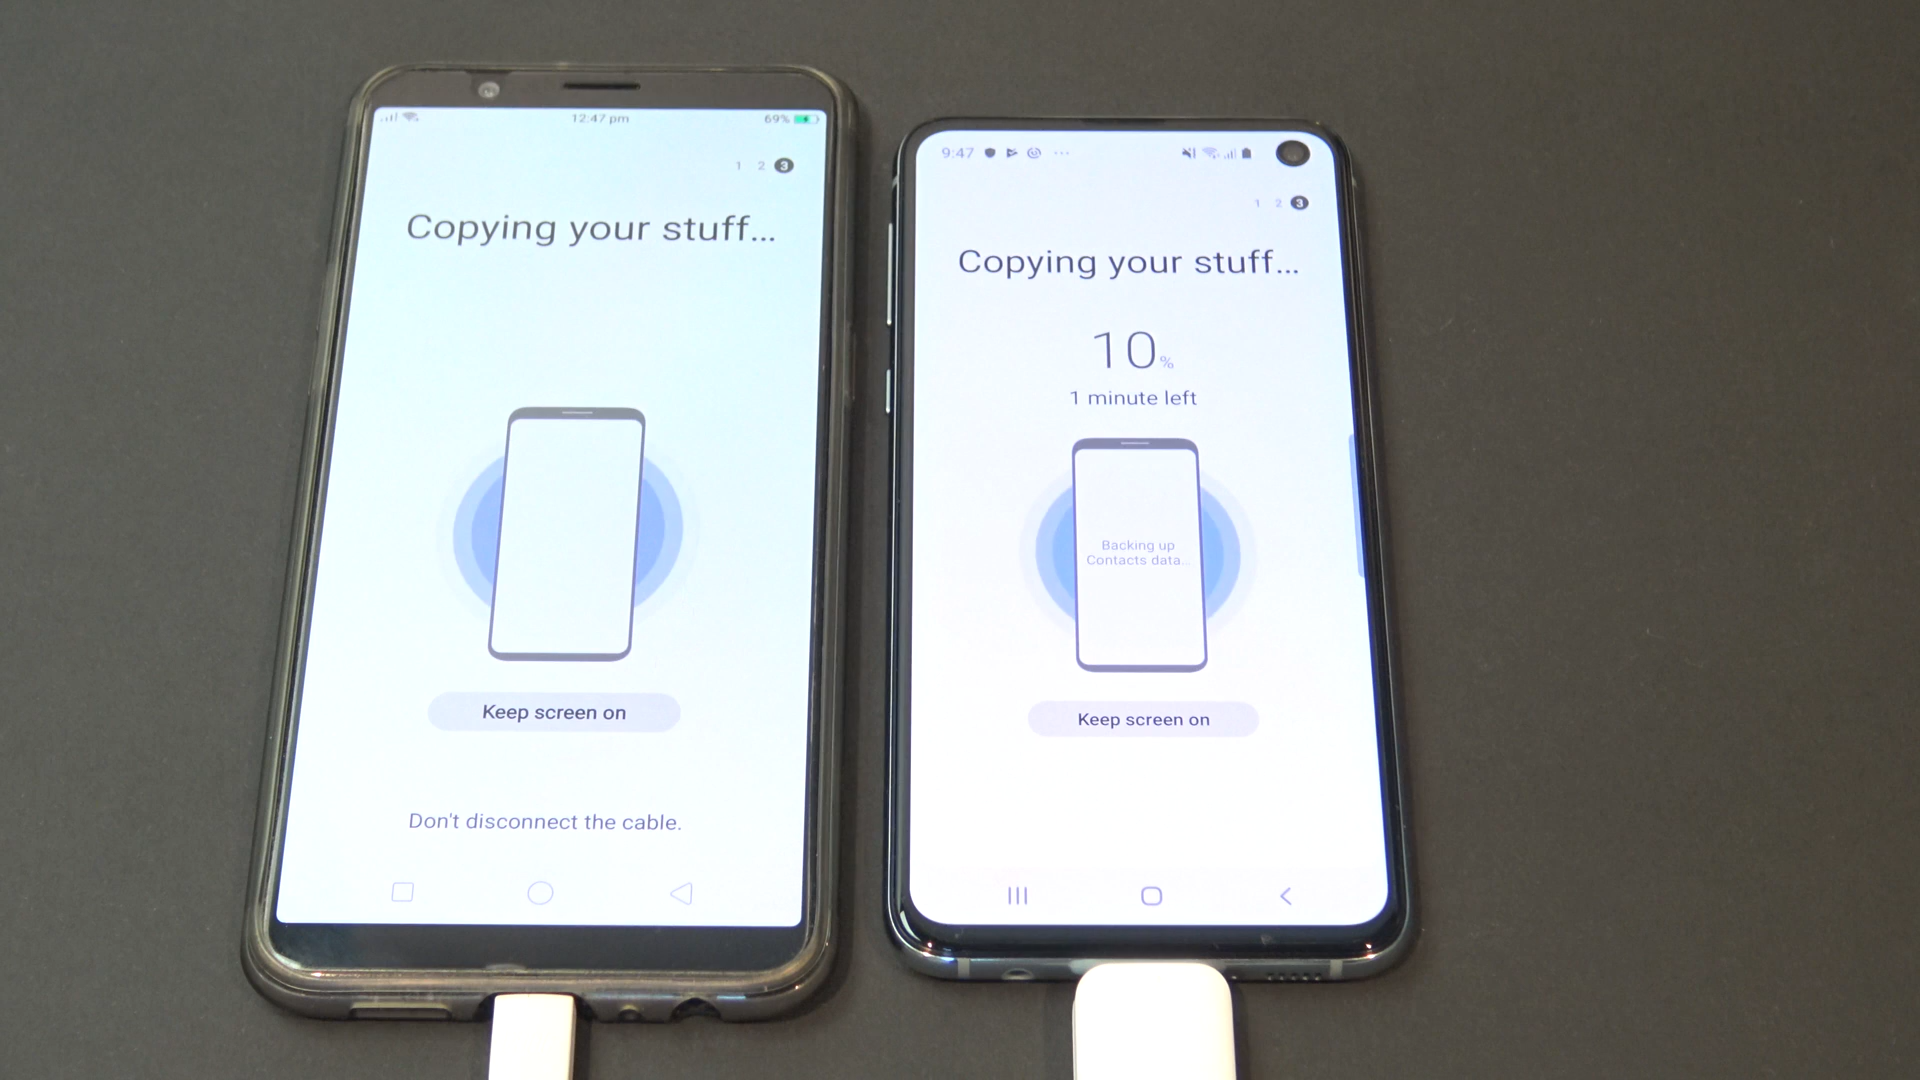 12:47 pm
69%
1 2 3
Copying your stuff...
Keep screen on
Don't disconnect the cable.
9:47
1 2 3
Copying your stuff...
10%
1 minute left
Backing up
Contacts data...
Keep screen on